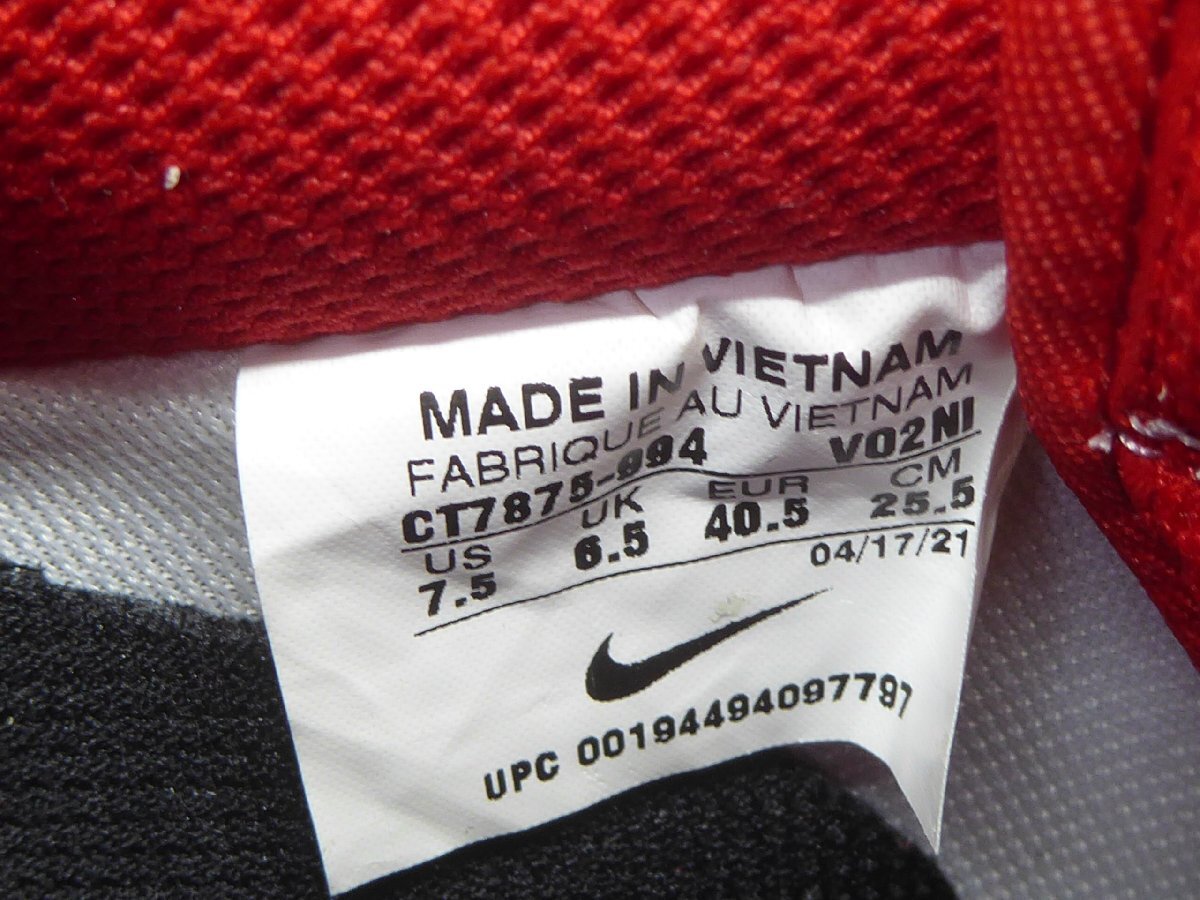 MADE IN VIETNAM
FABRIQUE AU VIETNAM
CT7875-994 V02NI
US UK EUR CM
7.5 6.5 40.5 25.5
04/17/21
UPC 00194494097797